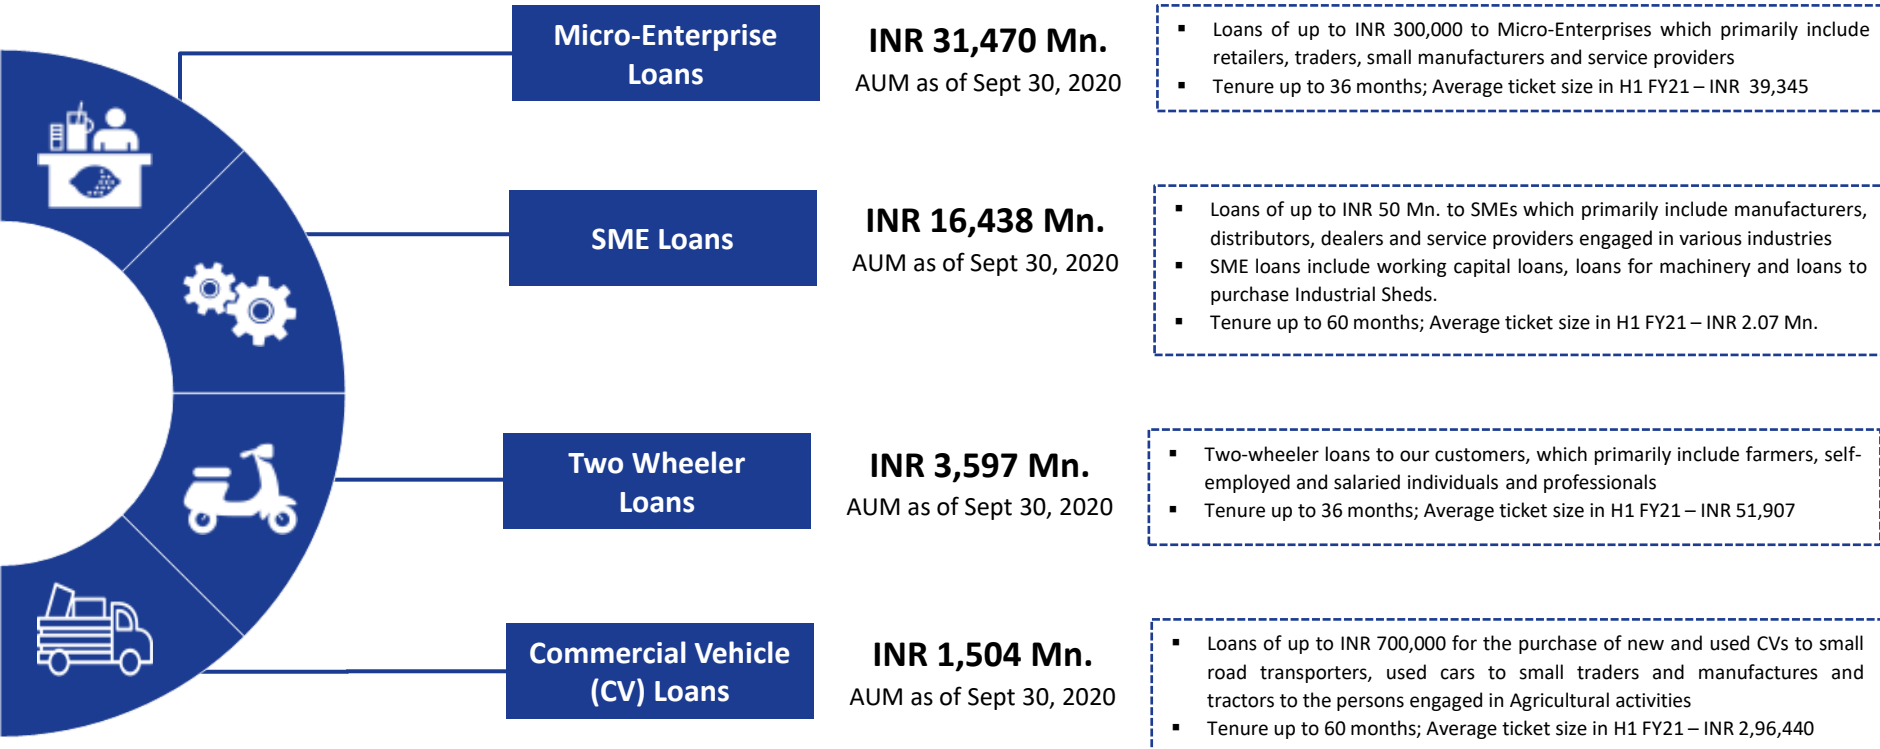 Micro-Enterprise
Loans
INR 31,470 Mn.
AUM as of Sept 30, 2020
▪ Loans of up to INR 300,000 to Micro-Enterprises which primarily include
retailers, traders, small manufacturers and service providers
▪ Tenure up to 36 months; Average ticket size in H1 FY21 – INR 39,345
SME Loans
INR 16,438 Mn.
AUM as of Sept 30, 2020
▪ Loans of up to INR 50 Mn. to SMEs which primarily include manufacturers,
distributors, dealers and service providers engaged in various industries
▪ SME loans include working capital loans, loans for machinery and loans to
purchase Industrial Sheds.
▪ Tenure up to 60 months; Average ticket size in H1 FY21 – INR 2.07 Mn.
Two Wheeler
Loans
INR 3,597 Mn.
AUM as of Sept 30, 2020
▪ Two-wheeler loans to our customers, which primarily include farmers, self-
employed and salaried individuals and professionals
▪ Tenure up to 36 months; Average ticket size in H1 FY21 – INR 51,907
Commercial Vehicle
(CV) Loans
INR 1,504 Mn.
AUM as of Sept 30, 2020
▪ Loans of up to INR 700,000 for the purchase of new and used CVs to small
road transporters, used cars to small traders and manufactures and
tractors to the persons engaged in Agricultural activities
▪ Tenure up to 60 months; Average ticket size in H1 FY21 – INR 2,96,440